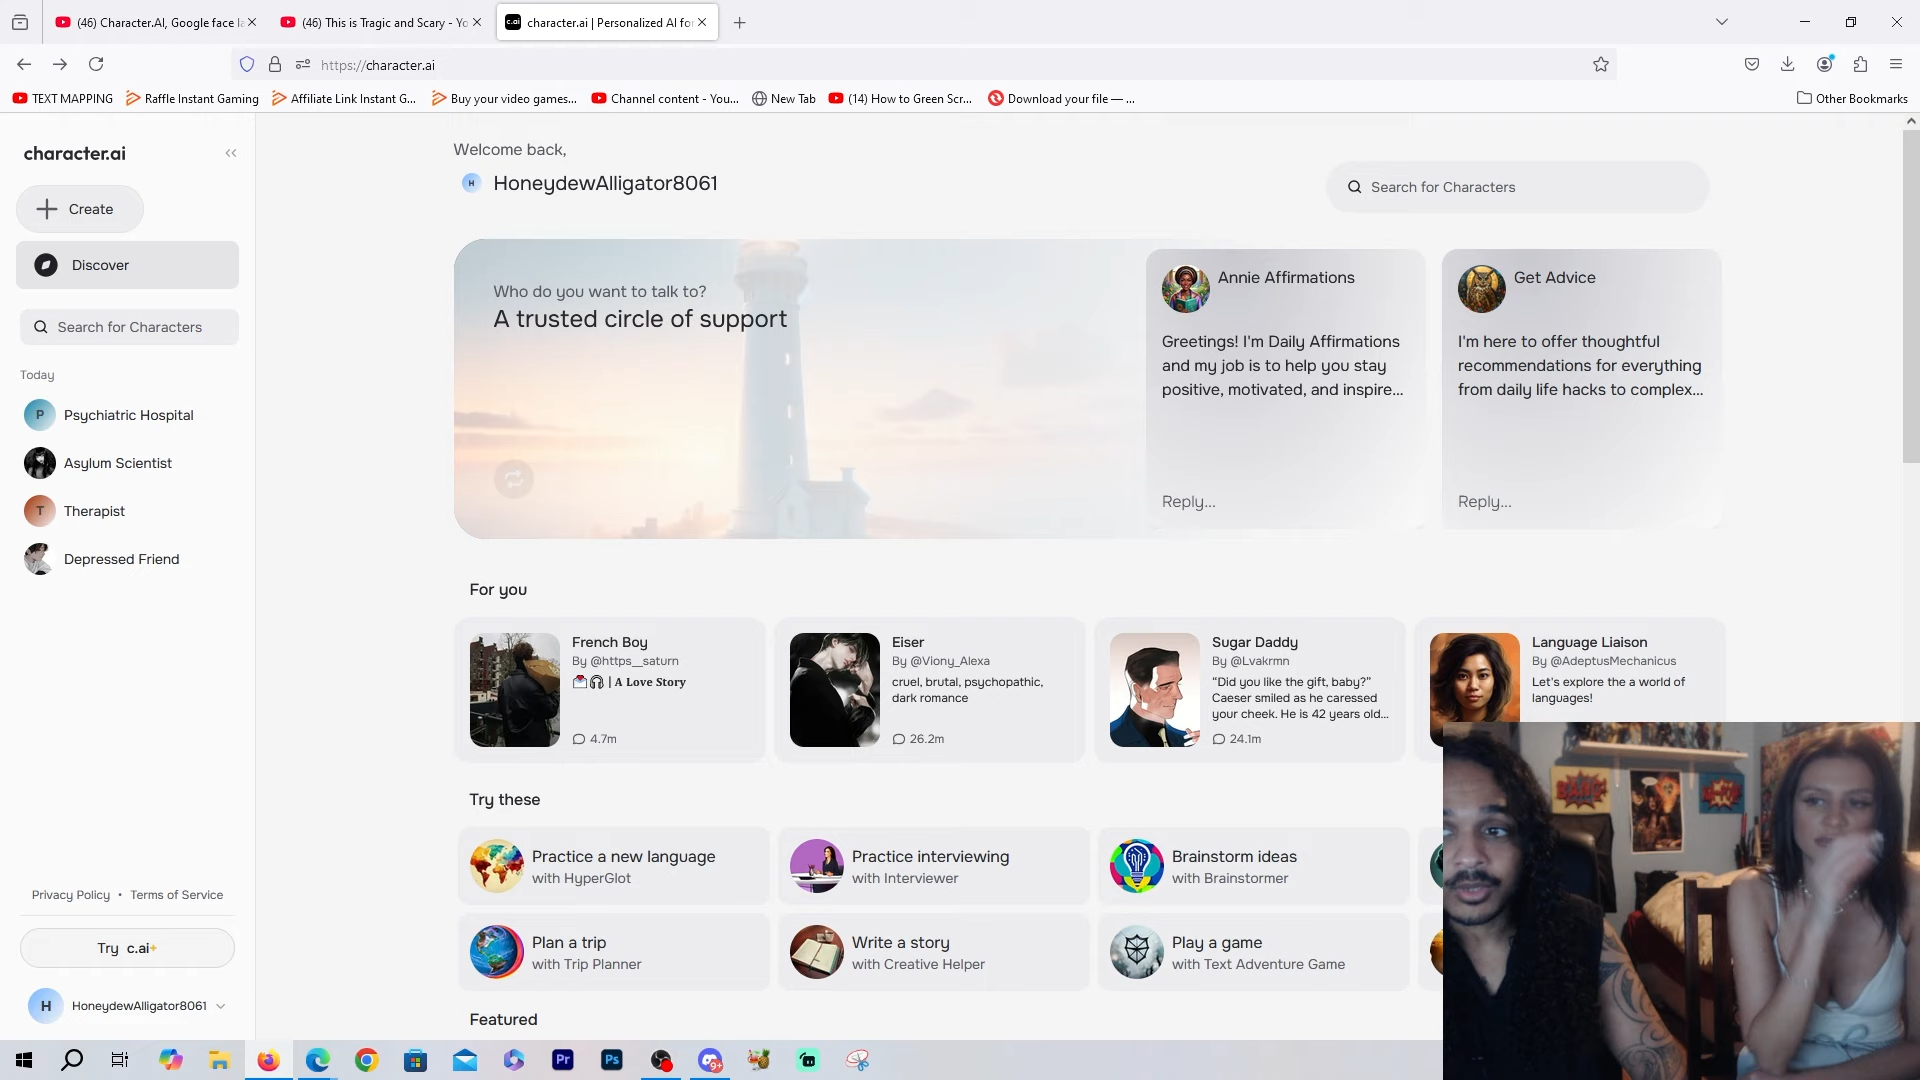 (46) Character.AI, Google face la
(46) This is Tragic and Scary - Yo
c.ai
character.ai | Personalized AI fo
https://character.ai
TEXT MAPPING
Raffle Instant Gaming
Affiliate Link Instant G...
Buy your video games...
Channel content - You...
New Tab
(14) How to Green Scr...
Download your file — ...
Other Bookmarks
character.ai
Create
Discover
Search for Characters
Today
P
Psychiatric Hospital
Asylum Scientist
T
Therapist
Depressed Friend
Privacy Policy • Terms of Service
Try c.ai+
H
HoneydewAlligator8061
Welcome back,
H
HoneydewAlligator8061
Search for Characters
Who do you want to talk to?
A trusted circle of support
Annie Affirmations
Greetings! I'm Daily Affirmations
and my job is to help you stay
positive, motivated, and inspire...
Reply...
Get Advice
I'm here to offer thoughtful
recommendations for everything
from daily life hacks to complex...
Reply...
For you
French Boy
By @https__saturn
| A Love Story
4.7m
Eiser
By @Viony_Alexa
cruel, brutal, psychopathic,
dark romance
26.2m
Sugar Daddy
By @Lvakrmn
“Did you like the gift, baby?”
Caeser smiled as he caressed
your cheek. He is 42 years old...
24.1m
Language Liaison
By @AdeptusMechanicus
Let's explore the a world of
languages!
Try these
Practice a new language
with HyperGlot
Practice interviewing
with Interviewer
Brainstorm ideas
with Brainstormer
Plan a trip
with Trip Planner
Write a story
with Creative Helper
Play a game
with Text Adventure Game
Featured
BANG
Pr
Ps
9+